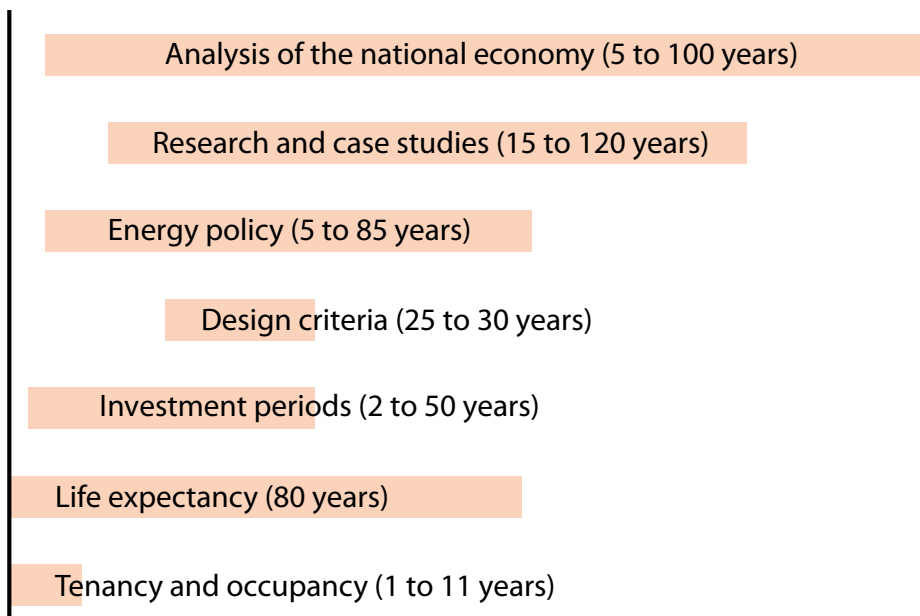 Analysis of the national economy (5 to 100 years)
Research and case studies (15 to 120 years)
Energy policy (5 to 85 years)
Design criteria (25 to 30 years)
Investment periods (2 to 50 years)
Life expectancy (80 years)
Tenancy and occupancy (1 to 11 years)